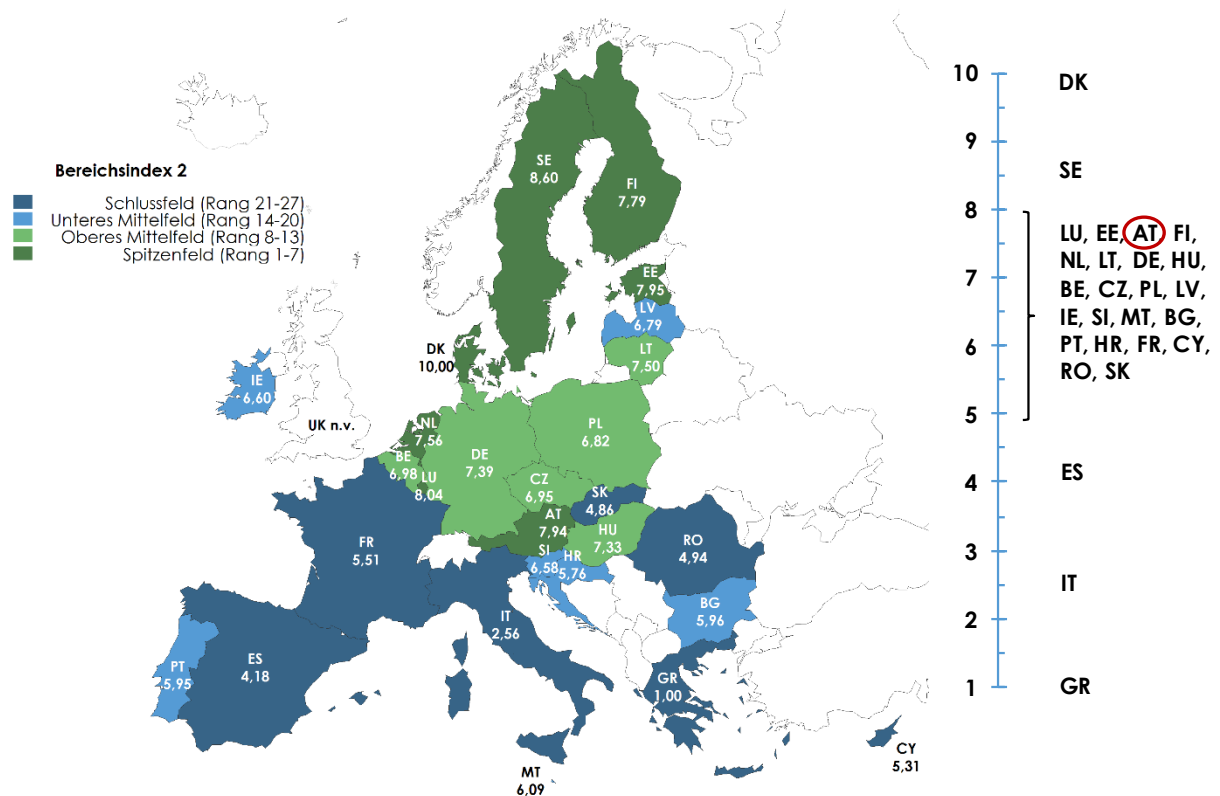 Bereichsindex 2
Schlussfeld (Rang 21-27)
Unteres Mittelfeld (Rang 14-20)
Oberes Mittelfeld (Rang 8-13)
Spitzenfeld (Rang 1-7)
SE
8,60
FI
7,79
EE
7,95
LV
6,79
LT
7,50
DK
10,00
IE
6,60
UK n.v.
NL
7,56
BE
6,98
LU
8,04
DE
7,39
PL
6,82
CZ
6,95
SK
4,86
AT
7,94
HU
7,33
SI
6,58
HR
5,76
RO
4,94
BG
5,96
FR
5,51
IT
2,56
ES
4,18
PT
5,95
GR
1,00
MT
6,09
CY
5,31
10
9
8
7
6
5
4
3
2
1
DK
SE
LU, EE, AT FI,
NL, LT, DE, HU,
BE, CZ, PL, LV,
IE, SI, MT, BG,
PT, HR, FR, CY,
RO, SK
ES
IT
GR